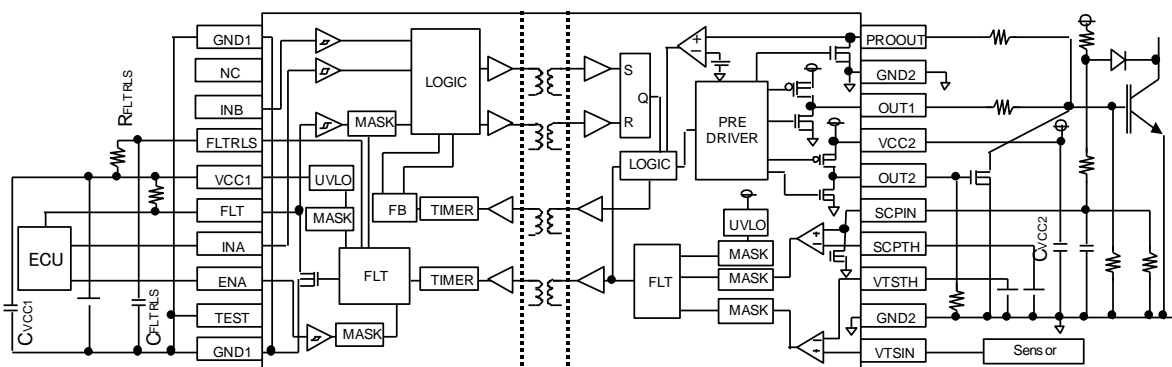 GND1
NC
INB
FLTRLS
VCC1
FLT
INA
ENA
TEST
GND1
RFLTRLS
ECU
CVCC1
CFLTRLS
LOGIC
MASK
UVLO
MASK
FB
TIMER
FLT
TIMER
MASK
S
Q
R
LOGIC
PRE
DRIVER
UVLO
MASK
FLT
MASK
MASK
+
−
+
−
+
−
PROOUT
GND2
OUT1
VCC2
OUT2
SCPIN
SCPTH
VTSTH
GND2
VTSIN
CVCC2
Sensor